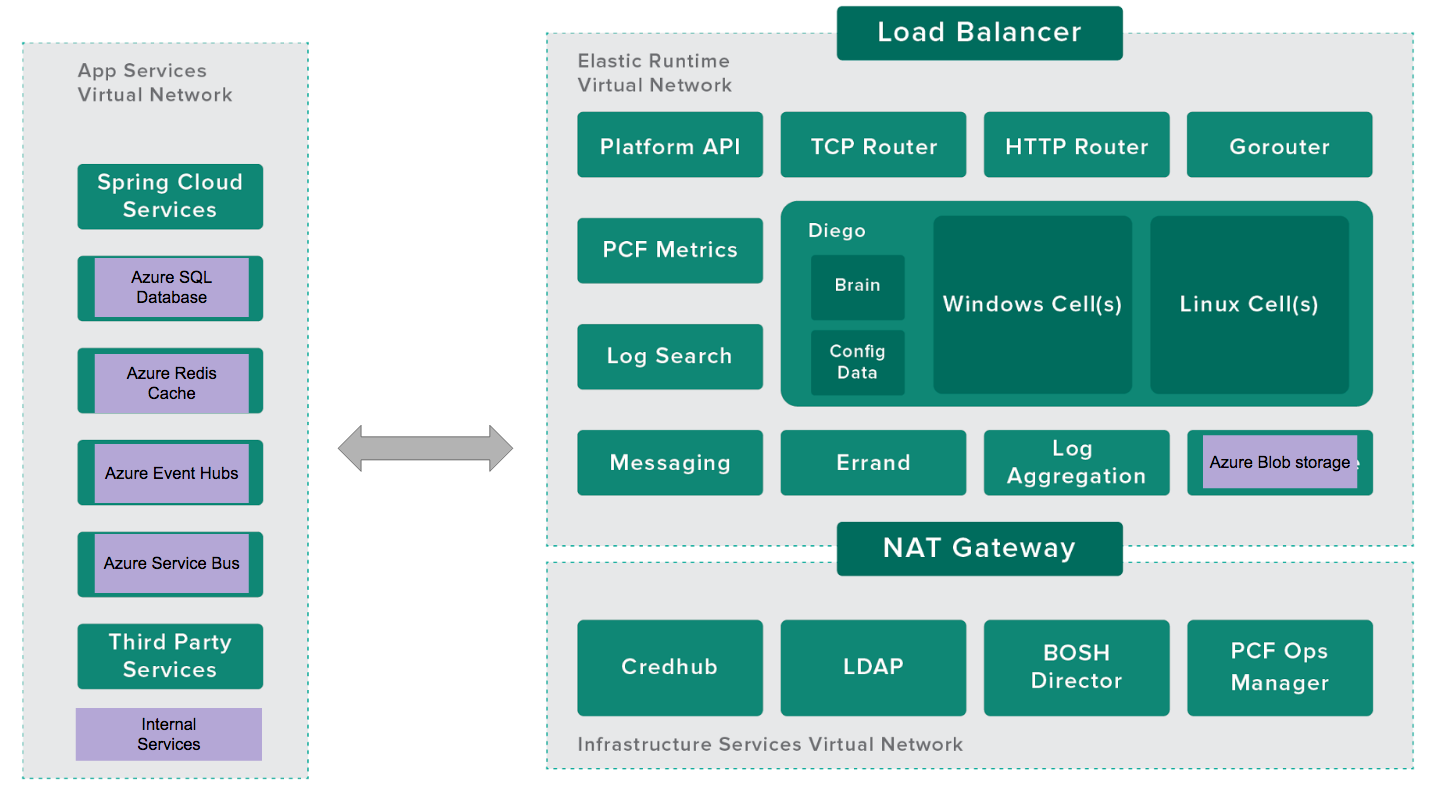 App Services
Virtual Network
Spring Cloud
Services
Azure SQL
Database
Azure Redis
Cache
Azure Event Hubs
Azure Service Bus
Third Party
Services
Internal
Services
Load Balancer
Elastic Runtime
Virtual Network
Platform API
TCP Router
HTTP Router
Gorouter
PCF Metrics
Log Search
Diego
Brain
Config
Data
Windows Cell(s)
Linux Cell(s)
Messaging
Errand
Log
Aggregation
Azure Blob storage
NAT Gateway
Credhub
LDAP
BOSH
Director
PCF Ops
Manager
Infrastructure Services Virtual Network